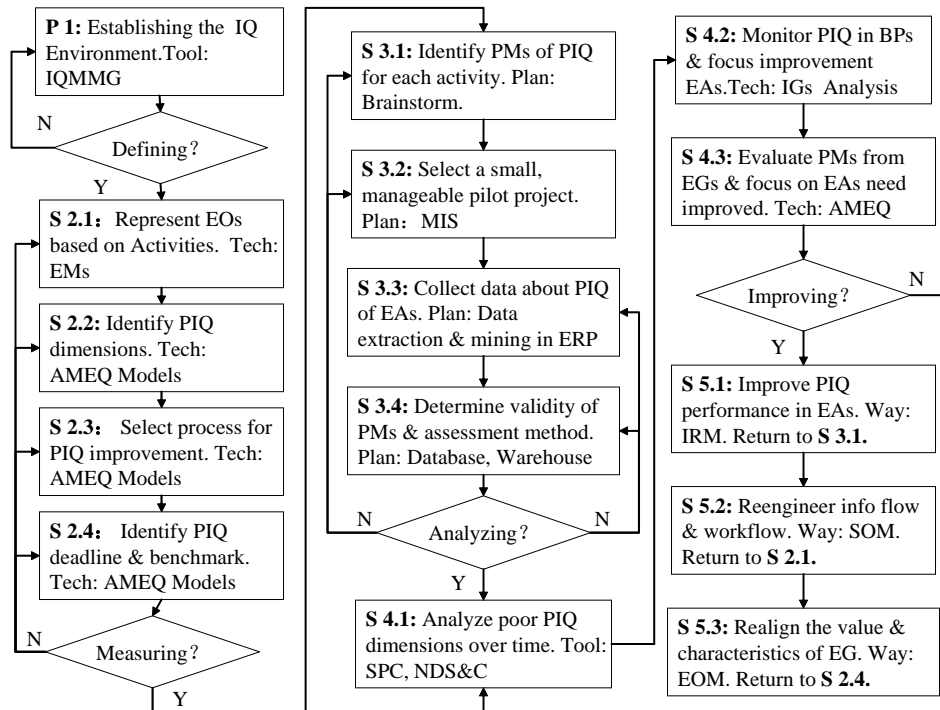 P 1: Establishing the IQ
Environment.Tool:
IQMMG
N
Defining?
Y
S 2.1: Represent EOs
based on Activities. Tech:
EMs
S 2.2: Identify PIQ
dimensions. Tech:
AMEQ Models
S 2.3: Select process for
PIQ improvement. Tech:
AMEQ Models
S 2.4: Identify PIQ
deadline & benchmark.
Tech: AMEQ Models
N
Measuring?
Y
S 3.1: Identify PMs of PIQ
for each activity. Plan:
Brainstorm.
S 3.2: Select a small,
manageable pilot project.
Plan: MIS
S 3.3: Collect data about PIQ
of EAs. Plan: Data
extraction & mining in ERP
S 3.4: Determine validity of
PMs & assessment method.
Plan: Database, Warehouse
N
Analyzing?
N
Y
S 4.1: Analyze poor PIQ
dimensions over time. Tool:
SPC, NDS&C
S 4.2: Monitor PIQ in BPs
& focus improvement
EAs.Tech: IGs Analysis
S 4.3: Evaluate PMs from
EGs & focus on EAs need
improved. Tech: AMEQ
Improving?
N
Y
S 5.1: Improve PIQ
performance in EAs. Way:
IRM. Return to S 3.1.
S 5.2: Reengineer info flow
& workflow. Way: SOM.
Return to S 2.1.
S 5.3: Realign the value &
characteristics of EG. Way:
EOM. Return to S 2.4.